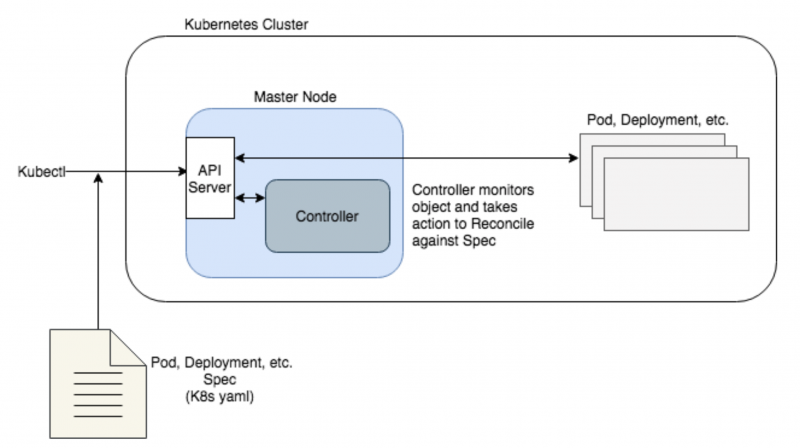 Kubernetes Cluster
Master Node
Pod, Deployment, etc.
Kubectl
API
Server
Controller
Controller monitors
object and takes
action to Reconcile
against Spec
Pod, Deployment, etc.
Spec
(K8s yaml)